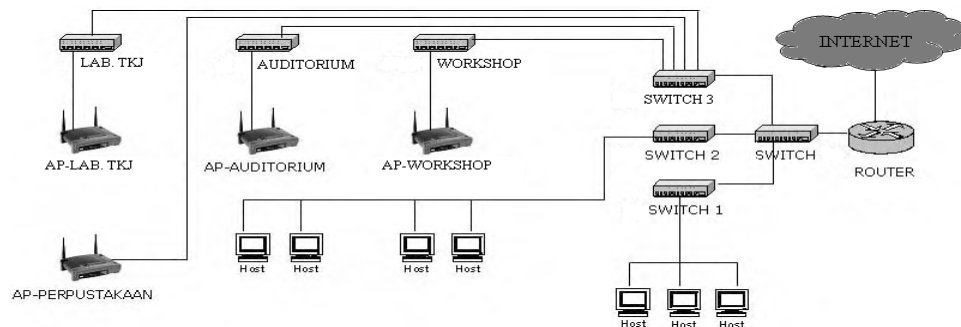 INTERNET
LAB. TKJ
AUDITORIUM
WORKSHOP
SWITCH 3
AP-LAB. TKJ
AP-AUDITORIUM
AP-WORKSHOP
SWITCH 2
SWITCH
ROUTER
SWITCH 1
Host
Host
Host
Host
AP-PERPUSTAKAAN
Host
Host
Host